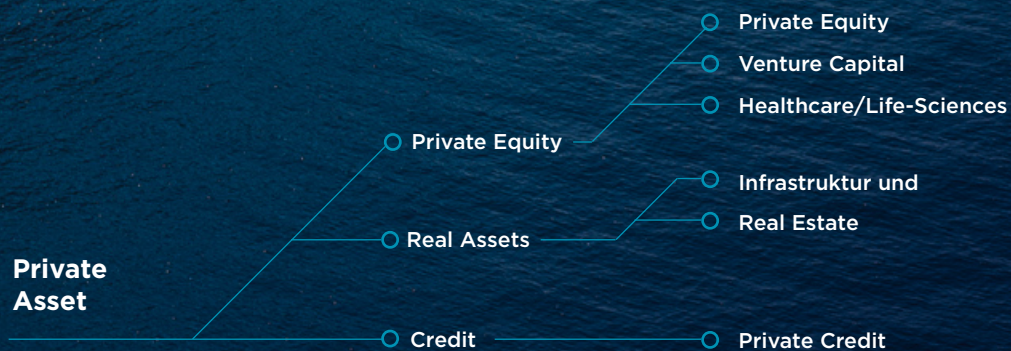 Private
Asset
Private Equity
Real Assets
Credit
Private Equity
Venture Capital
Healthcare/Life-Sciences
Infrastruktur und
Real Estate
Private Credit